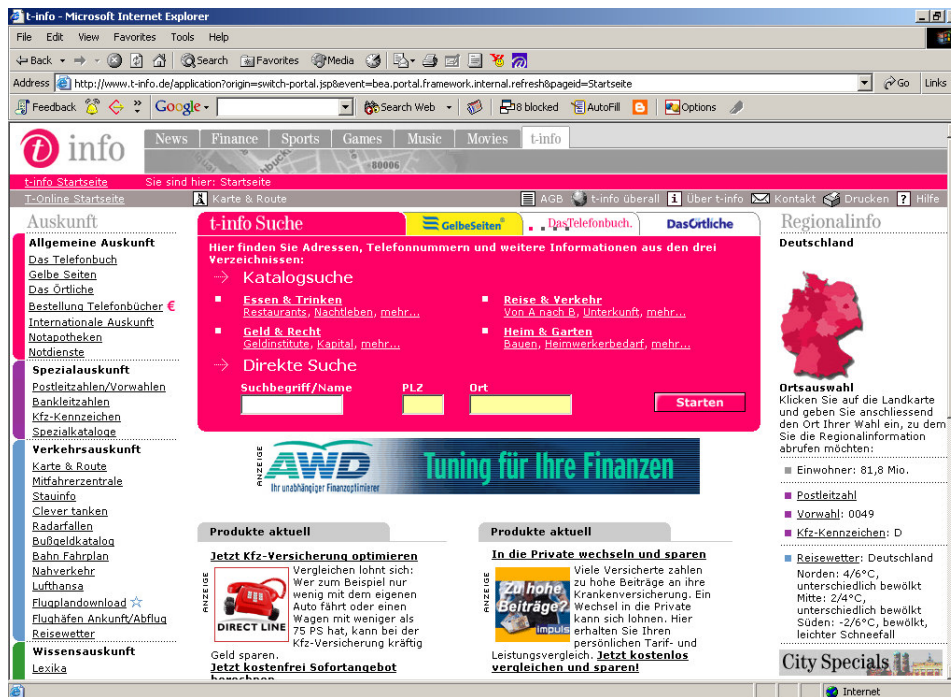 t-info - Microsoft Internet Explorer
File Edit View Favorites Tools Help
Back Search Favorites Media
Address http://www.t-info.de/application?origin=switch-portal.jsp&event=bea.portal.framework.internal.refresh&pageid=Startseite Go Links
Feedback Google Search Web 18 blocked AutoFill Options
t info News Finance Sports Games Music Movies t-info
80006
t-info Startseite Sie sind hier: Startseite
T-Online Startseite Karte & Route AGB t-info überall Über t-info Kontakt Drucken Hilfe
Auskunft
Allgemeine Auskunft
Das Telefonbuch
Gelbe Seiten
Das Örtliche
Bestellung Telefonbücher €
Internationale Auskunft
Notapotheken
Notdienste
Spezialauskunft
Postleitzahlen/Vorwahlen
Bankleitzahlen
Kfz-Kennzeichen
Spezialkataloge
Verkehrsauskunft
Karte & Route
Mitfahrerzentrale
Stauinfo
Clever tanken
Radarfallen
Bußgeldkatalog
Bahn Fahrplan
Nahverkehr
Lufthansa
Flugplandownload
Flughäfen Ankunft/Abflug
Reisewetter
Wissensauskunft
Lexika
t-info Suche GelbeSeiten® DasTelefonbuch. DasÖrtliche
Hier finden Sie Adressen, Telefonnummern und weitere Informationen aus den drei
Verzeichnissen:
Katalogsuche
Essen & Trinken
Restaurants, Nachtleben, mehr...
Reise & Verkehr
Von A nach B, Unterkunft, mehr...
Geld & Recht
Geldinstitute, Kapital, mehr...
Heim & Garten
Bauen, Heimwerkerbedarf, mehr...
Direkte Suche
Suchbegriff/Name PLZ Ort
Starten
ANZEIGE
AWD
Ihr unabhängiger Finanzoptimierer
Tuning für Ihre Finanzen
Produkte aktuell
Jetzt Kfz-Versicherung optimieren
ANZEIGE
DIRECT LINE
Vergleichen lohnt sich:
Wer zum Beispiel nur
wenig mit dem eigenen
Auto fährt oder einen
Wagen mit weniger als
75 PS hat, kann bei der
Kfz-Versicherung kräftig
Geld sparen.
Jetzt kostenfrei Sofortangebot
berechnen
Produkte aktuell
In die Private wechseln und sparen
ANZEIGE
Zu hohe
Beiträge?
impuls
Viele Versicherte zahlen
zu hohe Beiträge an ihre
Krankenversicherung. Ein
Wechsel in die Private
kann sich lohnen. Hier
erhalten Sie Ihren
persönlichen Tarif- und
Leistungsvergleich. Jetzt kostenlos
vergleichen und sparen!
Regionalinfo
Deutschland
Ortsauswahl
Klicken Sie auf die Landkarte
und geben Sie anschliessend
den Ort Ihrer Wahl ein, zu dem
Sie die Regionalinformation
abrufen möchten:
Einwohner: 81,8 Mio.
Postleitzahl
Vorwahl: 0049
Kfz-Kennzeichen: D
Reisewetter: Deutschland
Norden: 4/6°C,
unterschiedlich bewölkt
Mitte: 2/4°C,
unterschiedlich bewölkt
Süden: -2/6°C, bewölkt,
leichter Schneefall
City Specials
Internet